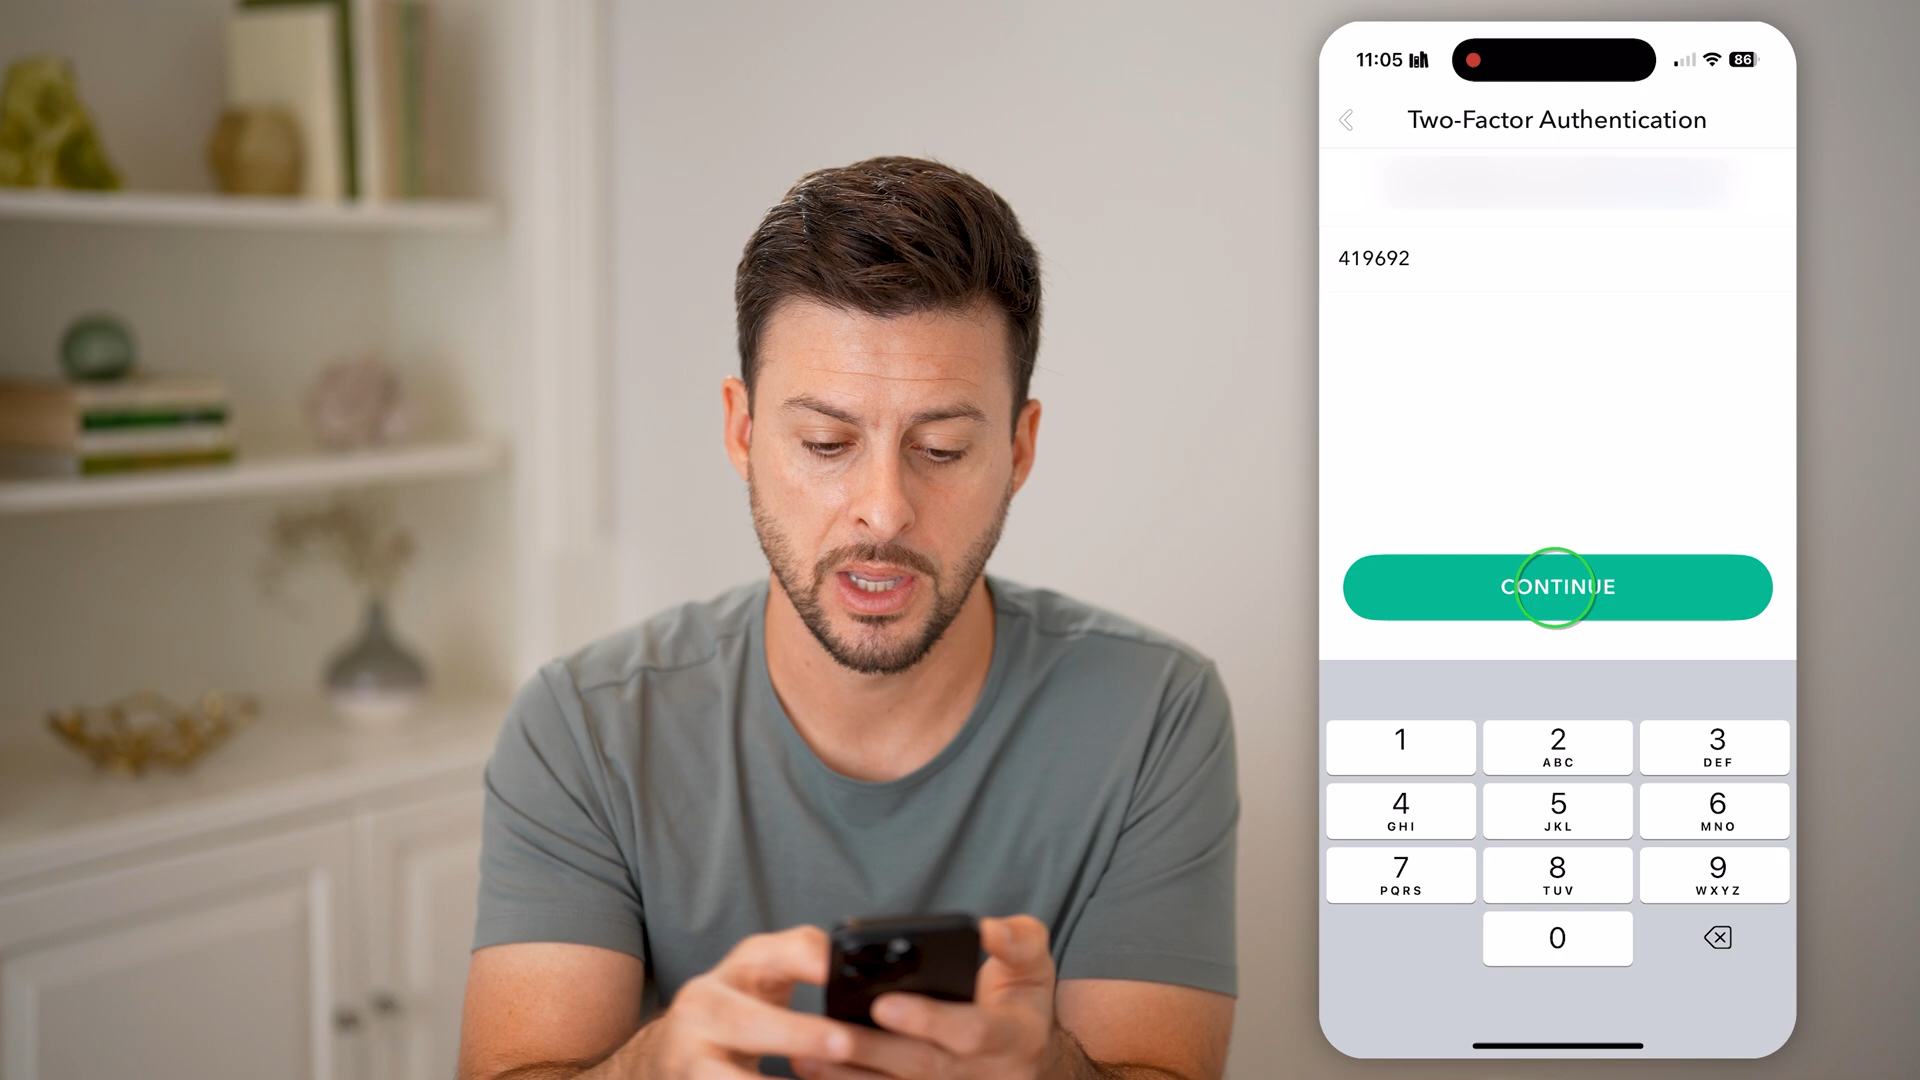 11:05
86
Two-Factor Authentication
419692
CONTINUE
1
2
ABC
3
DEF
4
GHI
5
JKL
6
MNO
7
PQRS
8
TUV
9
WXYZ
0